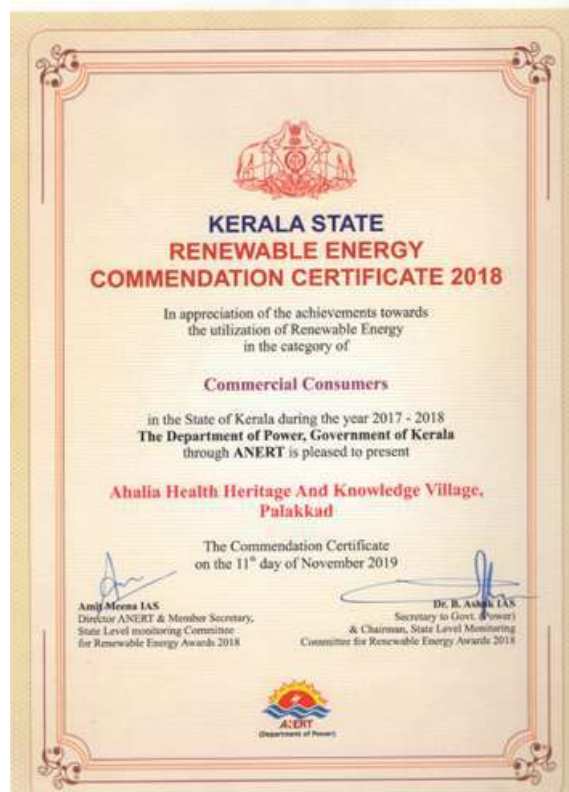 KERALA STATE
RENEWABLE ENERGY
COMMENDATION CERTIFICATE 2018
In appreciation of the achievements towards
the utilization of Renewable Energy
in the category of
Commercial Consumers
in the State of Kerala during the year 2017 - 2018
The Department of Power, Government of Kerala
through ANERT is pleased to present
Ahalia Health Heritage And Knowledge Village,
Palakkad
The Commendation Certificate
on the 11th day of November 2019
Amit Meena IAS
Director ANERT & Member Secretary,
State Level monitoring Committee
for Renewable Energy Awards 2018
Dr. B. Ashok IAS
Secretary to Govt. (Power)
& Chairman, State Level Monitoring
Committee for Renewable Energy Awards 2018
ANERT
(Department of Power)